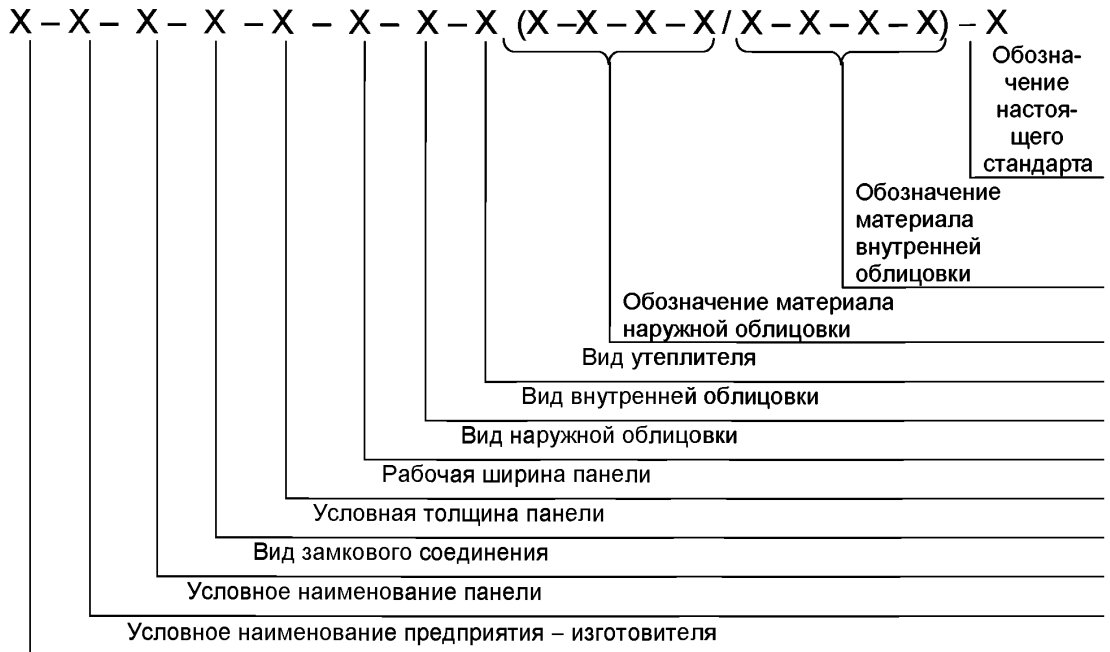 X – X – X – X – X – X – X – X (X –X – X – X / X – X – X – X) – X
Обозна-
чение
настоя-
щего
стандарта
Обозначение
материала
внутренней
облицовки
Обозначение материала
наружной облицовки
Вид утеплителя
Вид внутренней облицовки
Вид наружной облицовки
Рабочая ширина панели
Условная толщина панели
Вид замкового соединения
Условное наименование панели
Условное наименование предприятия – изготовителя